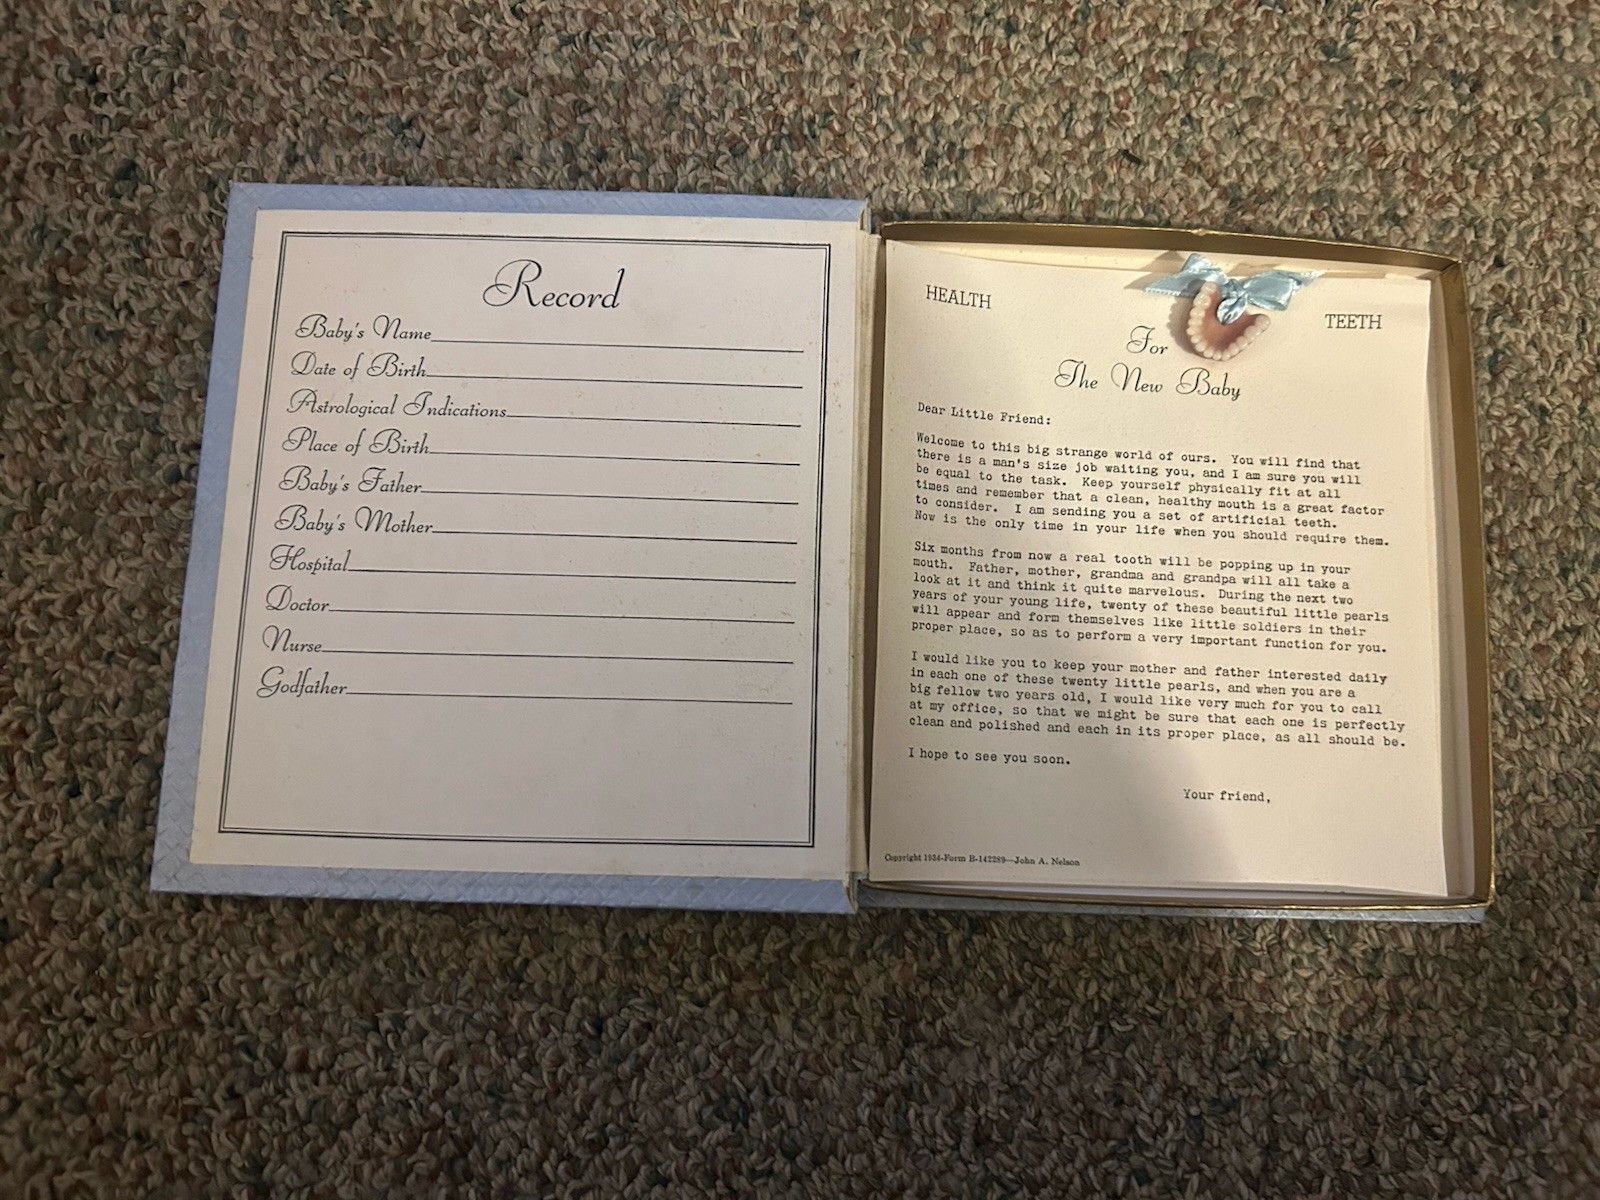 Record
Baby's Name
Date of Birth
Astrological Indications
Place of Birth
Baby's Father
Baby's Mother
Hospital
Doctor
Nurse
Godfather
HEALTH
TEETH
For
The New Baby
Dear Little Friend:
Welcome to this big strange world of ours. You will find that
there is a man's size job waiting you, and I am sure you will
be equal to the task. Keep yourself physically fit at all
times and remember that a clean, healthy mouth is a great factor
to consider. I am sending you a set of artificial teeth.
Now is the only time in your life when you should require them.
Six months from now a real tooth will be popping up in your
mouth. Father, mother, grandma and grandpa will all take a
look at it and think it quite marvelous. During the next two
years of your young life, twenty of these beautiful little pearls
will appear and form themselves like little soldiers in their
proper place, so as to perform a very important function for you.
I would like you to keep your mother and father interested daily
in each one of these twenty little pearls, and when you are a
big fellow two years old, I would like very much for you to call
at my office, so that we might be sure that each one is perfectly
clean and polished and each in its proper place, as all should be.
I hope to see you soon.
Your friend,
Copyright 1934-Form B-142289—John A. Nelson